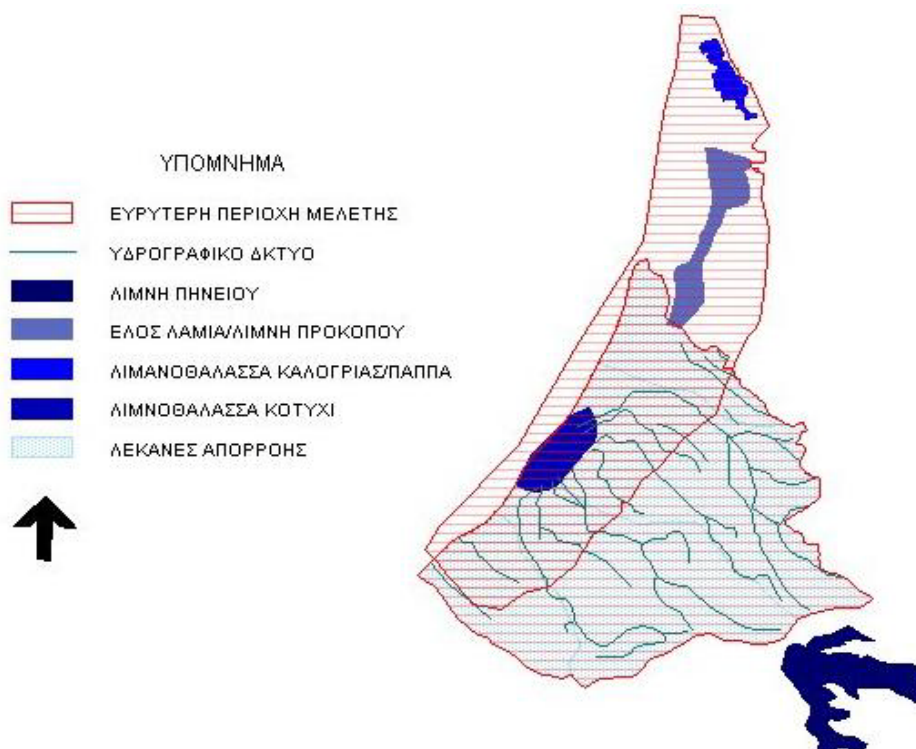 ΥΠΟΜΝΗΜΑ
ΕΥΡΥΤΕΡΗ ΠΕΡΙΟΧΗ ΜΕΛΕΤΗΣ
ΥΔΡΟΓΡΑΦΙΚΟ ΔΚΤΥΟ
ΛΙΜΝΗ ΠΗΝΕΙΟΥ
ΕΛΟΣ ΛΑΜΙΑ/ΛΙΜΝΗ ΠΡΟΚΟΠΟΥ
ΛΙΜΑΝΟΘΑΛΑΣΣΑ ΚΑΛΟΓΡΙΑΣ/ΠΑΠΠΑ
ΛΙΜΝΟΘΑΛΑΣΣΑ ΚΟΤΥΧΙ
ΛΕΚΑΝΕΣ ΑΠΟΡΡΟΗΣ